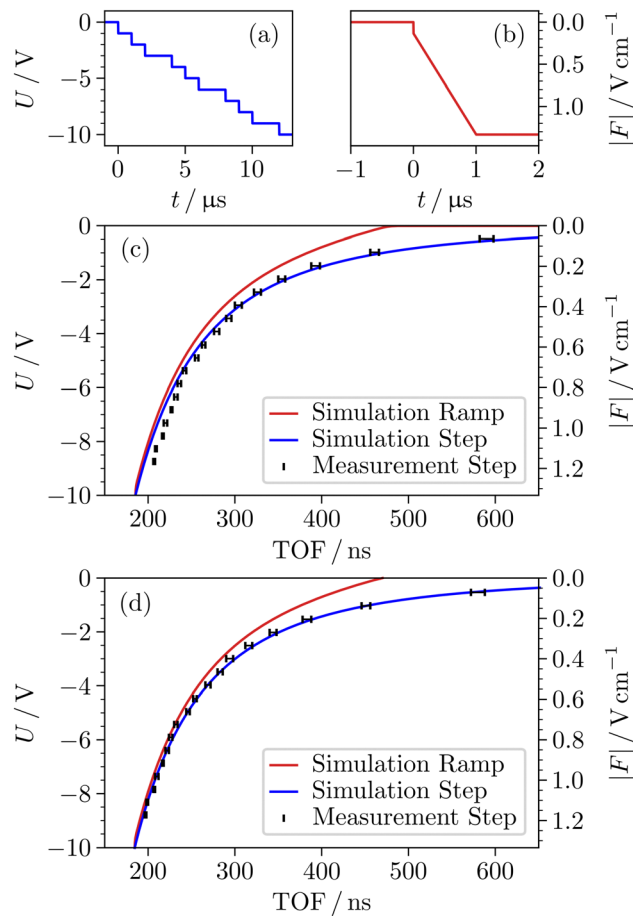 (a)
(b)
0
−5
−10
U / V
0
5
10
t / μs
−1
0
1
2
t / μs
0.0
0.5
1.0
|F| / V cm−1
(c)
0
−2
−4
−6
−8
−10
U / V
200
300
400
500
600
TOF / ns
0.0
0.2
0.4
0.6
0.8
1.0
1.2
|F| / V cm−1
Simulation Ramp
Simulation Step
Measurement Step
(d)
0
−2
−4
−6
−8
−10
U / V
200
300
400
500
600
TOF / ns
0.0
0.2
0.4
0.6
0.8
1.0
1.2
|F| / V cm−1
Simulation Ramp
Simulation Step
Measurement Step